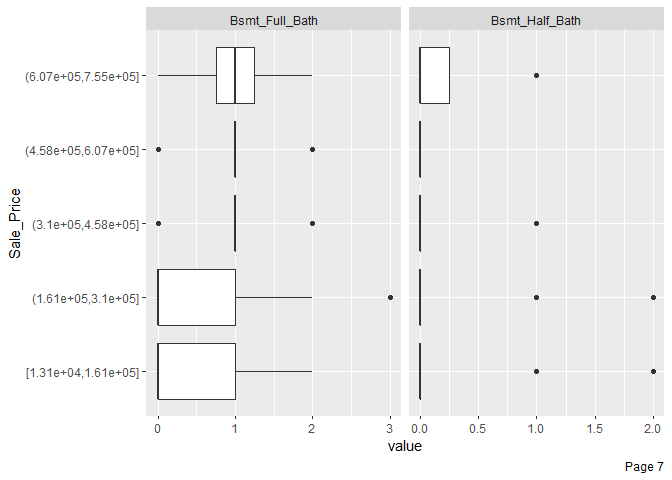 Bsmt_Full_Bath Bsmt_Half_Bath
Sale_Price
(6.07e+05,7.55e+05]
(4.58e+05,6.07e+05]
(3.1e+05,4.58e+05]
(1.61e+05,3.1e+05]
[1.31e+04,1.61e+05]
0 1 2 3 0.0 0.5 1.0 1.5 2.0
value
Page 7